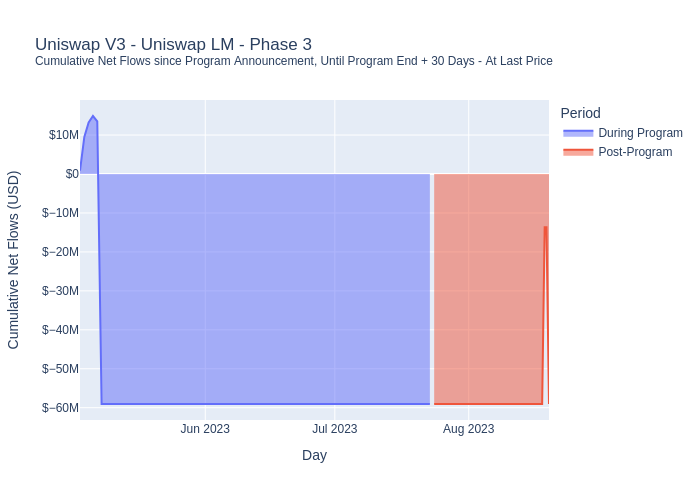 Uniswap V3 - Uniswap LM - Phase 3
Cumulative Net Flows since Program Announcement, Until Program End + 30 Days - At Last Price
Period
During Program
Post-Program
Cumulative Net Flows (USD)
$10M
$0
$−10M
$−20M
$−30M
$−40M
$−50M
$−60M
Jun 2023
Jul 2023
Aug 2023
Day